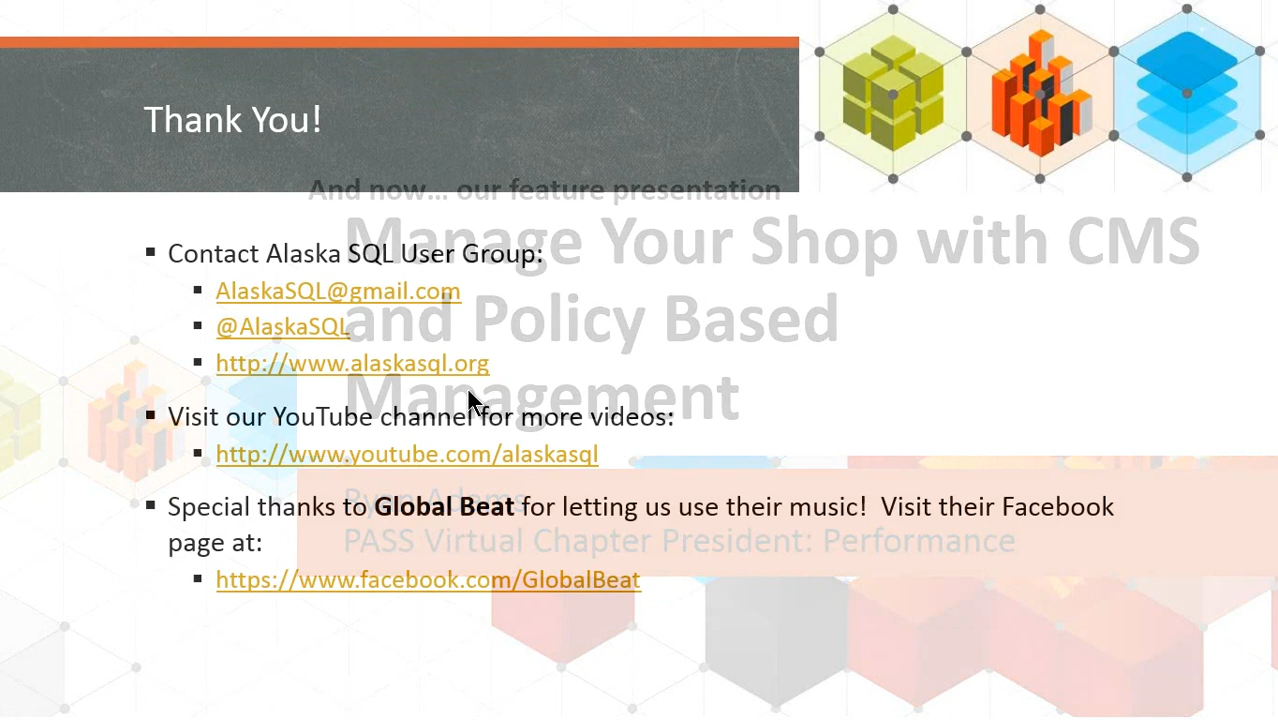 Thank You!
And now... our feature presentation
Manage Your Shop with CMS
and Policy Based
Management
Ryan Adams
PASS Virtual Chapter President: Performance
Contact Alaska SQL User Group:
AlaskaSQL@gmail.com
@AlaskaSQL
http://www.alaskasql.org
Visit our YouTube channel for more videos:
http://www.youtube.com/alaskasql
Special thanks to Global Beat for letting us use their music! Visit their Facebook
page at:
https://www.facebook.com/GlobalBeat